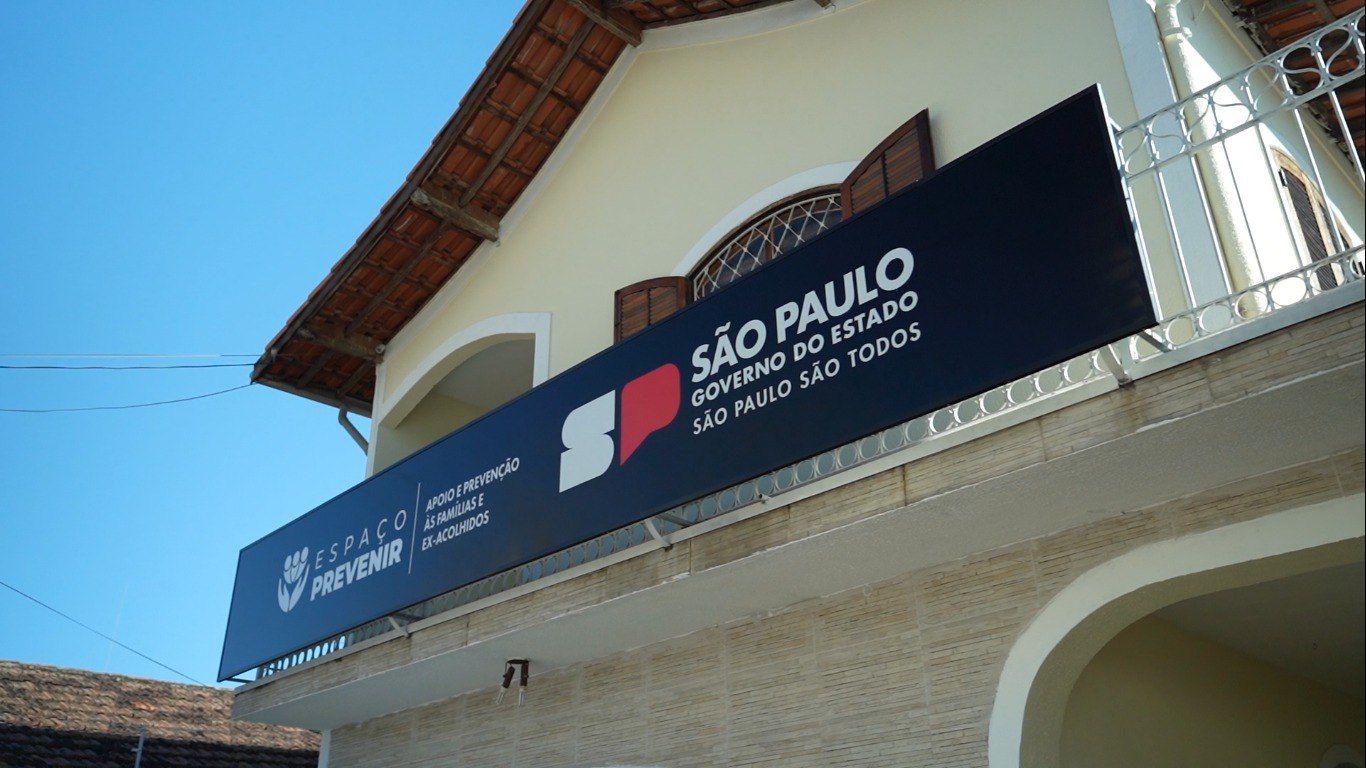 ESPAÇO
PREVENIR
APOIO E PREVENÇÃO
ÀS FAMÍLIAS E
EX-ACOLHIDOS
SP
SÃO PAULO
GOVERNO DO ESTADO
SÃO PAULO SÃO TODOS